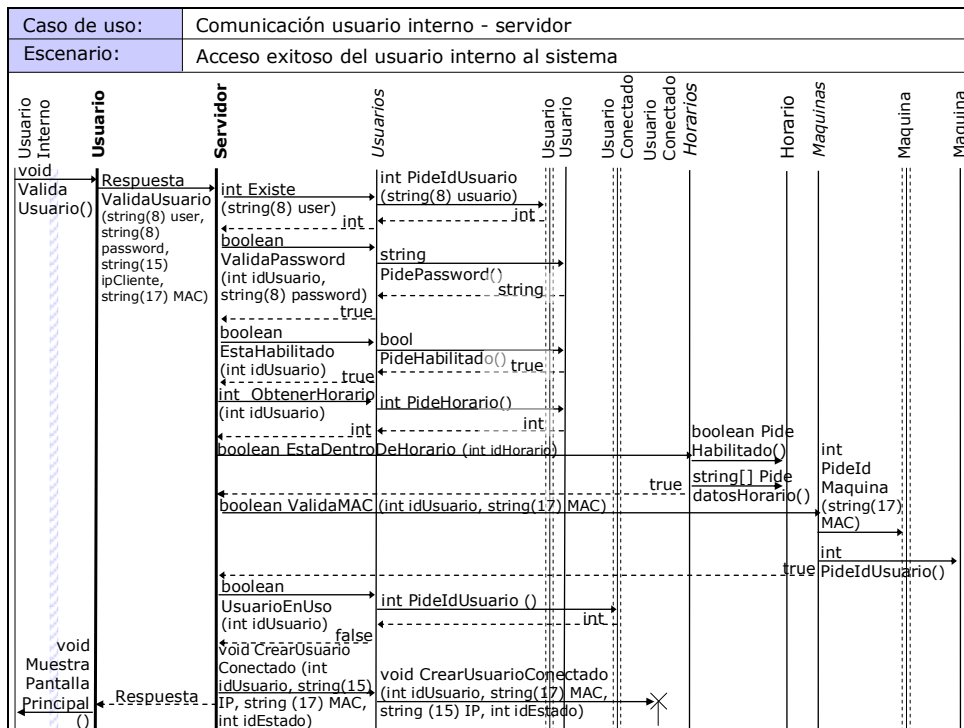 Caso de uso:
Comunicación usuario interno - servidor
Escenario:
Acceso exitoso del usuario interno al sistema
Usuario
Interno
Usuario
Servidor
Usuarios
Usuario
Usuario
Usuario
Conectado
Usuario
Conectado
Horarios
Horario
Maquinas
Maquina
Maquina
void
Valida
Usuario()
Respuesta
ValidaUsuario
(string(8) user,
string(8)
password,
string(15)
ipCliente,
string(17) MAC)
int Existe
(string(8) user)
int PideIdUsuario
(string(8) usuario)
int
int
boolean
ValidaPassword
(int idUsuario,
string(8) password)
string
PidePassword()
string
true
boolean
EstaHabilitado
(int idUsuario)
bool
PideHabilitado()
true
true
int ObtenerHorario
(int idUsuario)
int PideHorario()
int
int
boolean EstaDentroDeHorario (int idHorario)
boolean Pide
Habilitado()
string[] Pide
datosHorario()
true
boolean ValidaMAC (int idUsuario, string(17) MAC)
int
PideId
Maquina
(string(17)
MAC)
int
PideIdUsuario()
true
boolean
UsuarioEnUso
(int idUsuario)
int PideIdUsuario ()
int
false
void CrearUsuario
Conectado (int
idUsuario, string(15)
IP, string (17) MAC,
int idEstado)
void CrearUsuarioConectado
(int idUsuario, string(17) MAC,
string (15) IP, int idEstado)
Respuesta
void
Muestra
Pantalla
Principal
()